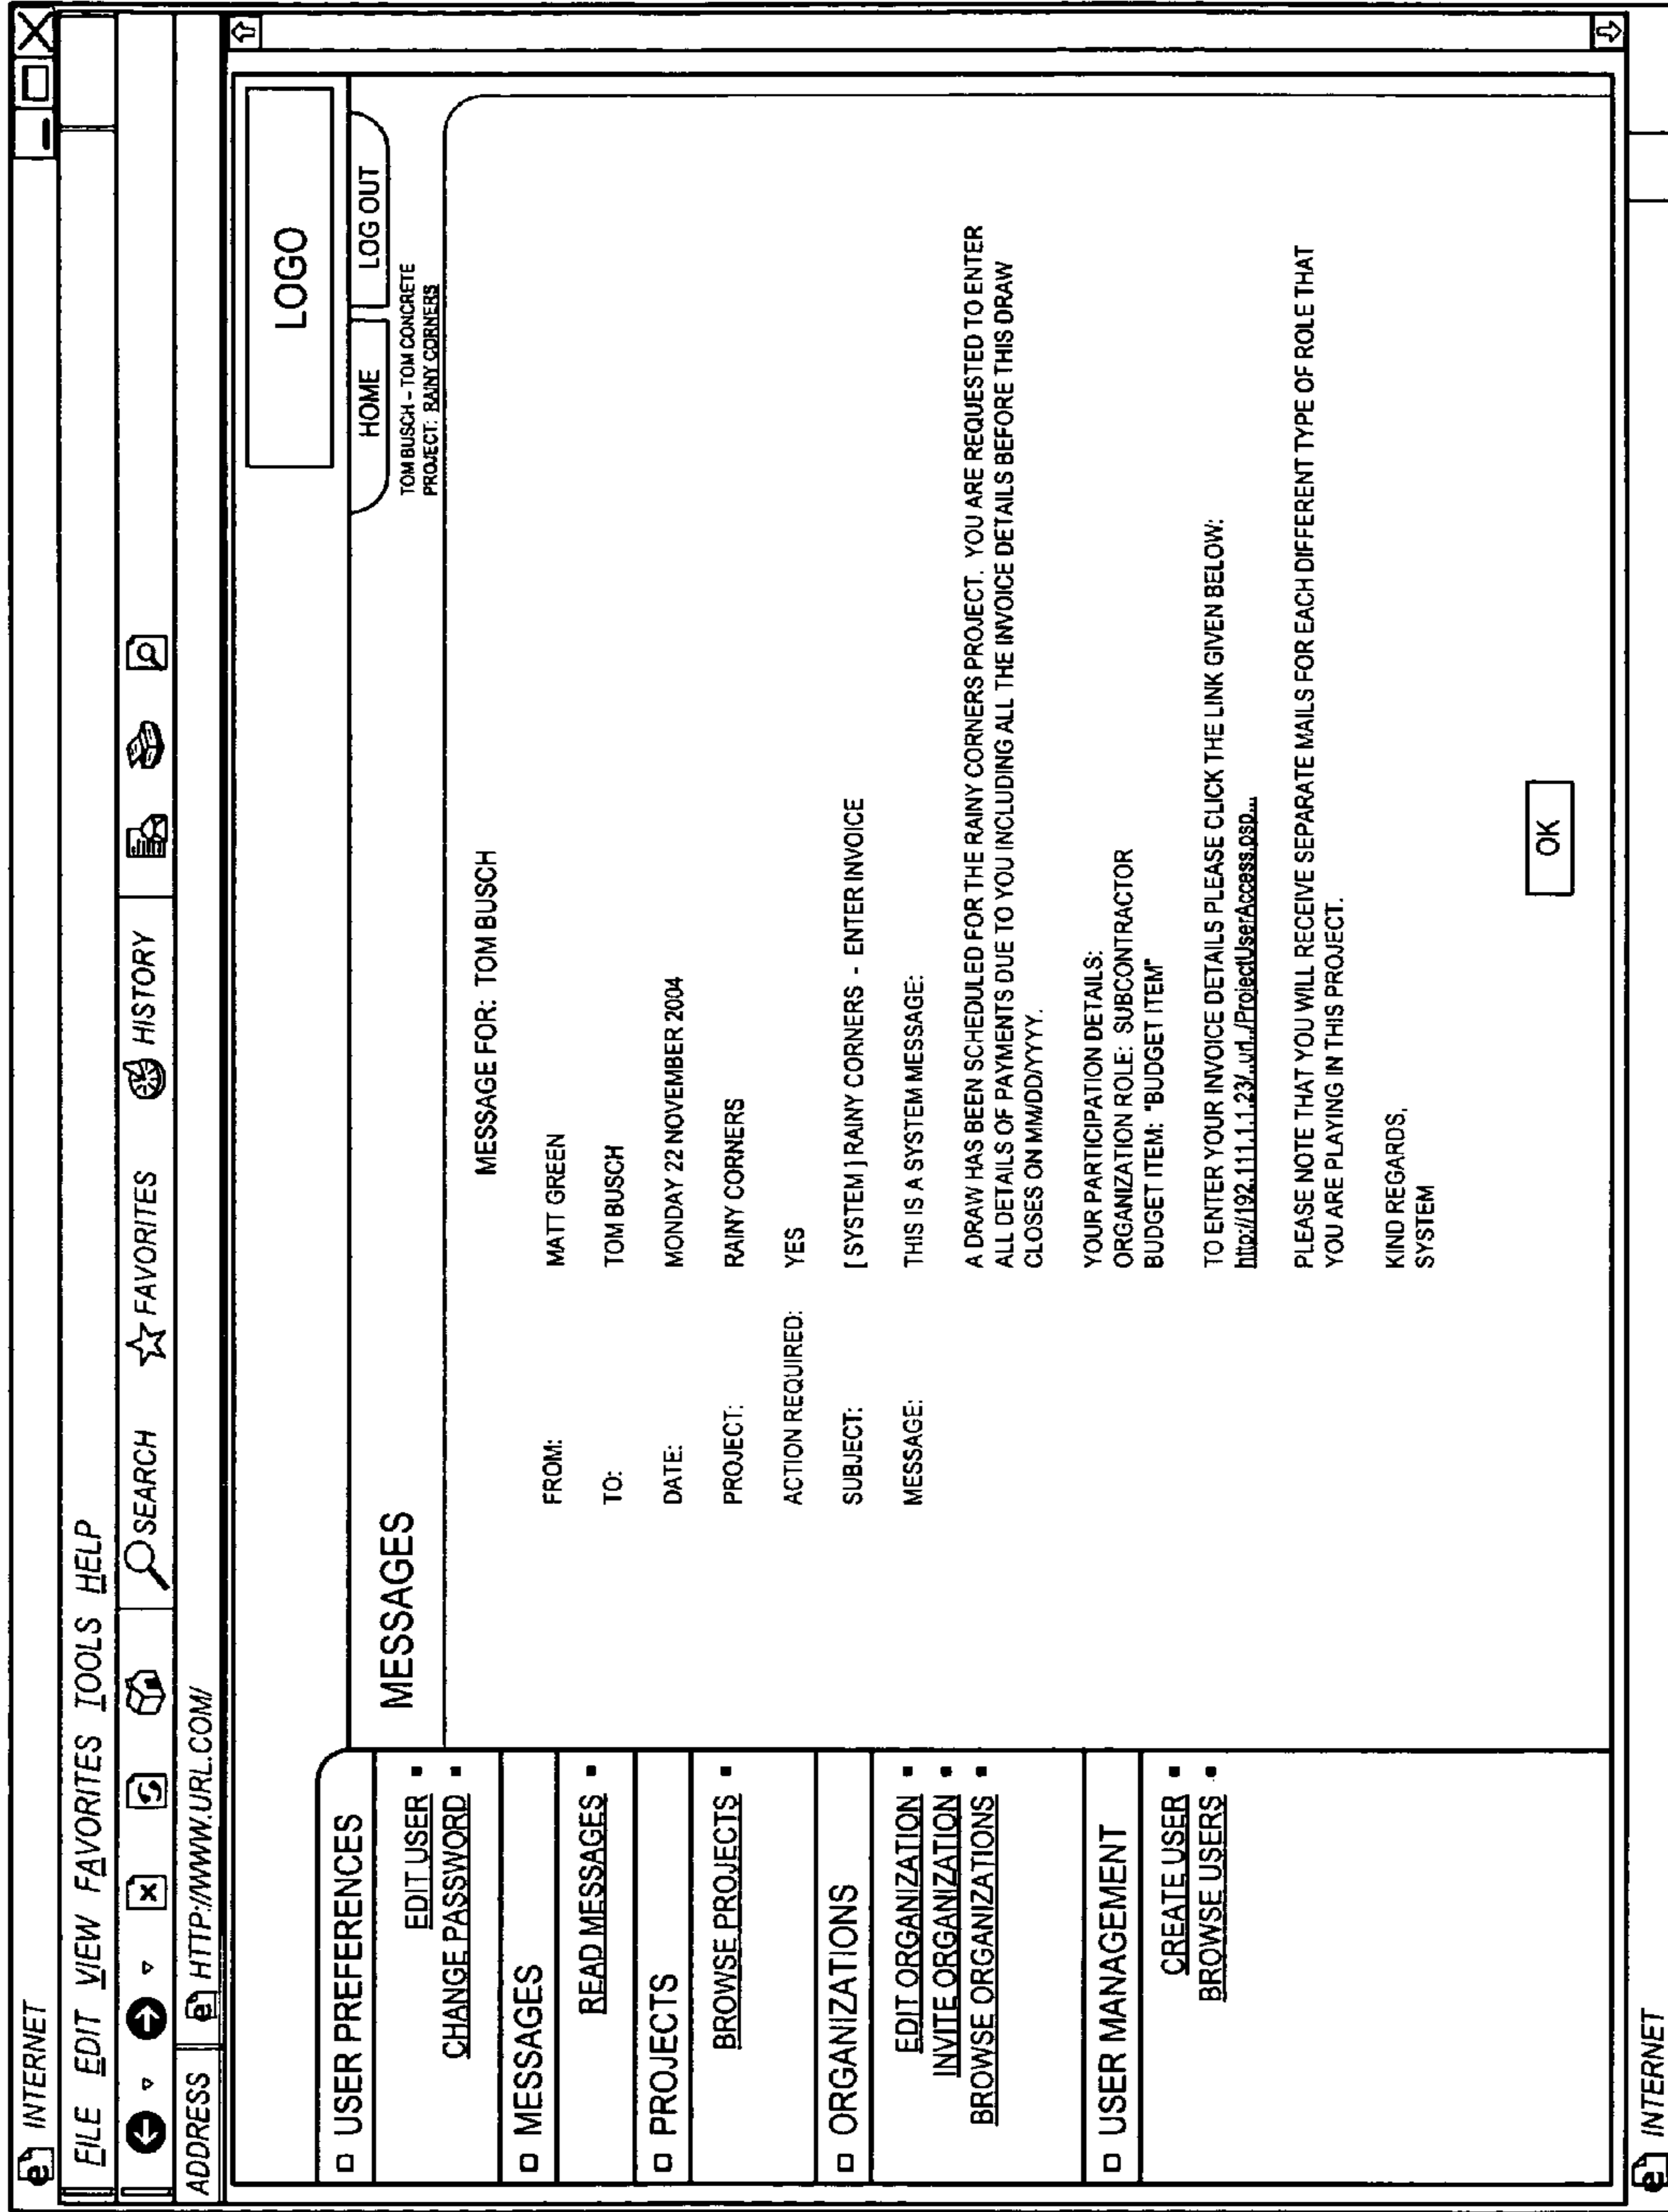 INTERNET
FILE EDIT VIEW FAVORITES TOOLS HELP
SEARCH FAVORITES HISTORY
ADDRESS HTTP://WWW.URL.COM/
LOGO
HOME LOG OUT
TOM BUSCH - TOM CONCRETE
PROJECT: RAINY CORNERS
USER PREFERENCES
EDIT USER
CHANGE PASSWORD
MESSAGES
READ MESSAGES
PROJECTS
BROWSE PROJECTS
ORGANIZATIONS
EDIT ORGANIZATION
INVITE ORGANIZATION
BROWSE ORGANIZATIONS
USER MANAGEMENT
CREATE USER
BROWSE USERS
MESSAGES
MESSAGE FOR: TOM BUSCH
FROM: MATT GREEN
TO: TOM BUSCH
DATE: MONDAY 22 NOVEMBER 2004
PROJECT: RAINY CORNERS
ACTION REQUIRED: YES
SUBJECT: [SYSTEM] RAINY CORNERS - ENTER INVOICE
MESSAGE: THIS IS A SYSTEM MESSAGE:
A DRAW HAS BEEN SCHEDULED FOR THE RAINY CORNERS PROJECT. YOU ARE REQUESTED TO ENTER
ALL DETAILS OF PAYMENTS DUE TO YOU INCLUDING ALL THE INVOICE DETAILS BEFORE THIS DRAW
CLOSES ON MM/DD/YYYY.
YOUR PARTICIPATION DETAILS:
ORGANIZATION ROLE: SUBCONTRACTOR
BUDGET ITEM: "BUDGET ITEM"
TO ENTER YOUR INVOICE DETAILS PLEASE CLICK THE LINK GIVEN BELOW:
http://192.111.1.123/..url../ProjectUserAccess.psp...
PLEASE NOTE THAT YOU WILL RECEIVE SEPARATE MAILS FOR EACH DIFFERENT TYPE OF ROLE THAT
YOU ARE PLAYING IN THIS PROJECT.
KIND REGARDS,
SYSTEM
OK
INTERNET